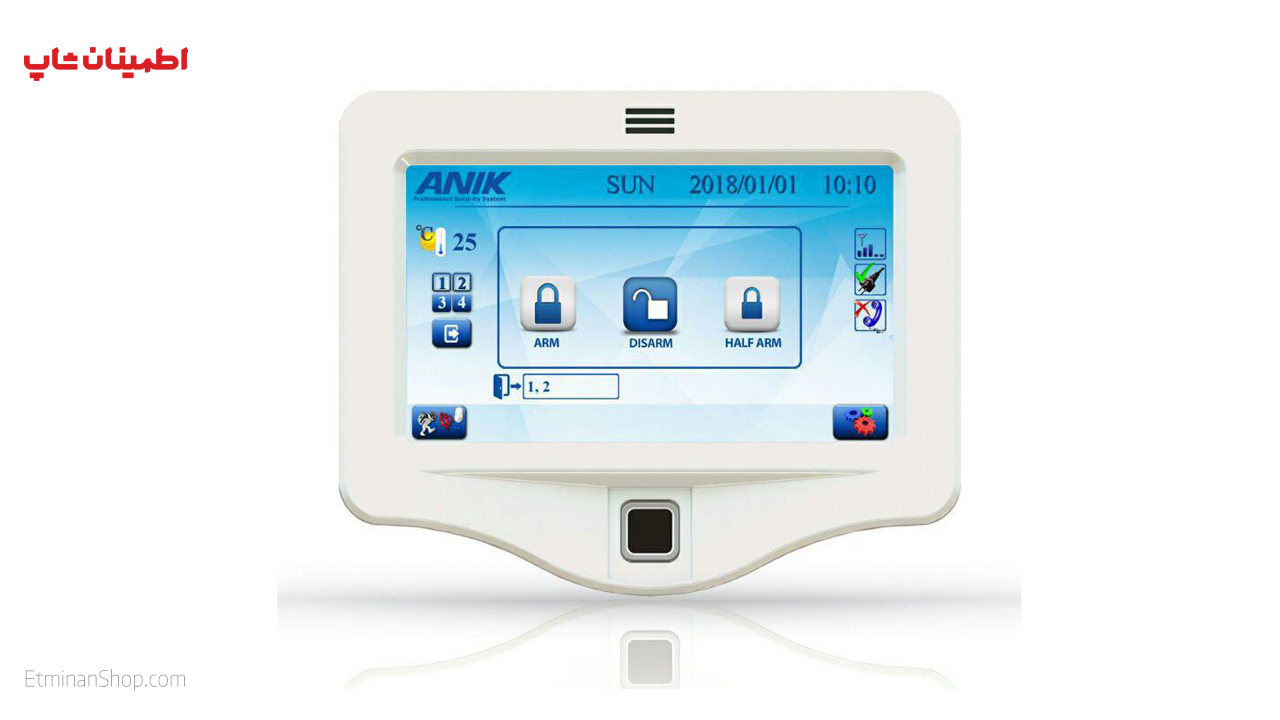 اطمینان شاپ
ANIK
Professional Security System
SUN 2018/01/01 10:10
°C 25
1 2
3 4
ARM DISARM HALF ARM
1, 2
EtminanShop.com